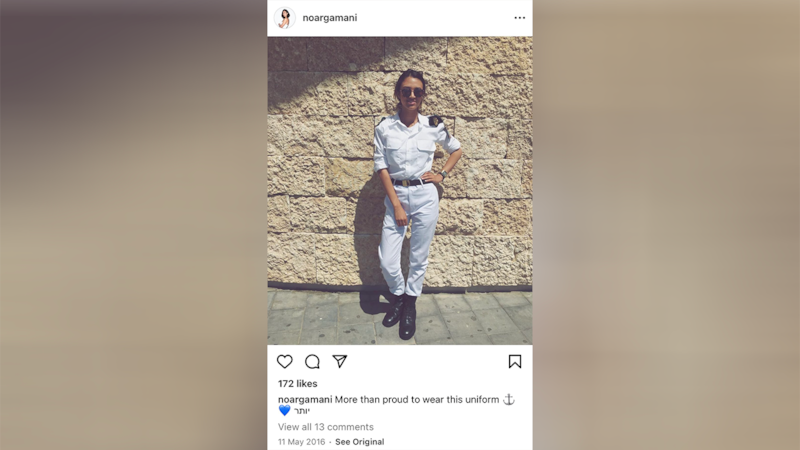 noargamani
172 likes
noargamani More than proud to wear this uniform ⚓
💙 יותר
View all 13 comments
11 May 2016 • See Original